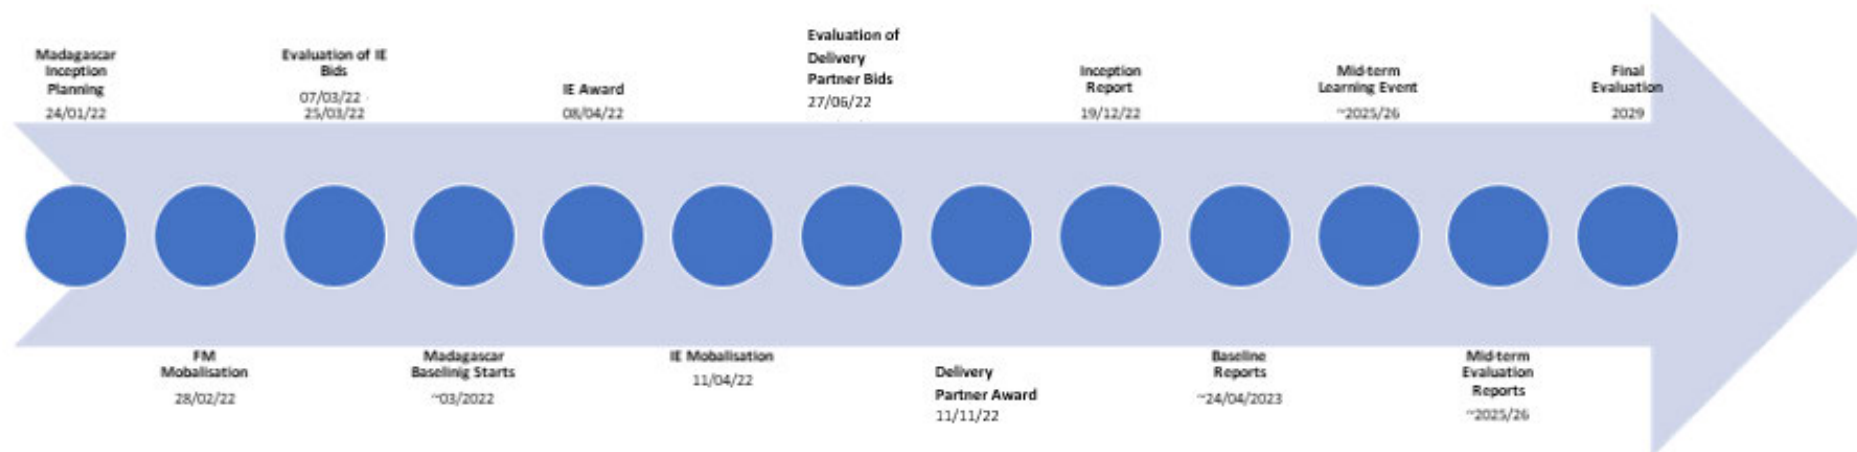 Madagascar
Inception
Planning
24/01/22
FM
Mobalisation
28/02/22
Evaluation of IE
Bids
07/03/22 -
25/03/22
Madagascar
Baselinig Starts
~03/2022
IE Award
08/04/22
IE Mobalisation
11/04/22
Evaluation of
Delivery
Partner Bids
27/06/22
Delivery
Partner Award
11/11/22
Inception
Report
19/12/22
Baseline
Reports
~24/04/2023
Mid-term
Learning Event
~2025/26
Mid-term
Evaluation
Reports
~2025/26
Final
Evaluation
2029